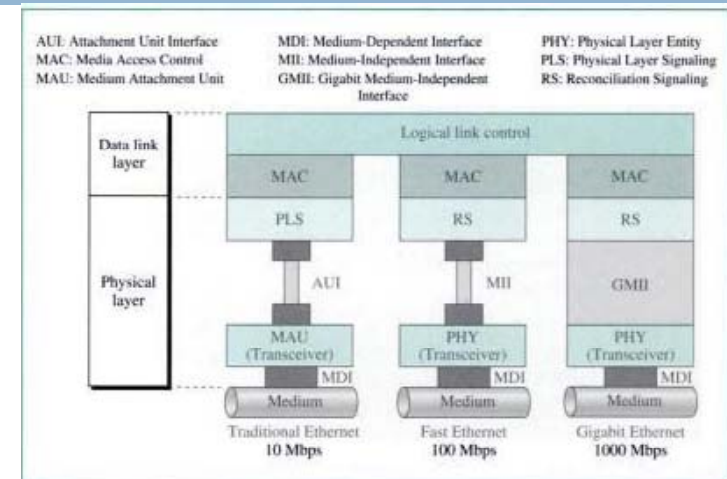 AUI: Attachment Unit Interface
MAC: Media Access Control
MAU: Medium Attachment Unit
MDI: Medium-Dependent Interface
MII: Medium-Independent Interface
GMII: Gigabit Medium-Independent
Interface
PHY: Physical Layer Entity
PLS: Physical Layer Signaling
RS: Reconciliation Signaling
Data link
layer
Physical
layer
Logical link control
MAC MAC MAC
PLS RS RS
AUI MII GMII
MAU
(Transceiver)
PHY
(Transceiver)
PHY
(Transceiver)
MDI MDI MDI
Medium Medium Medium
Traditional Ethernet
10 Mbps
Fast Ethernet
100 Mbps
Gigabit Ethernet
1000 Mbps